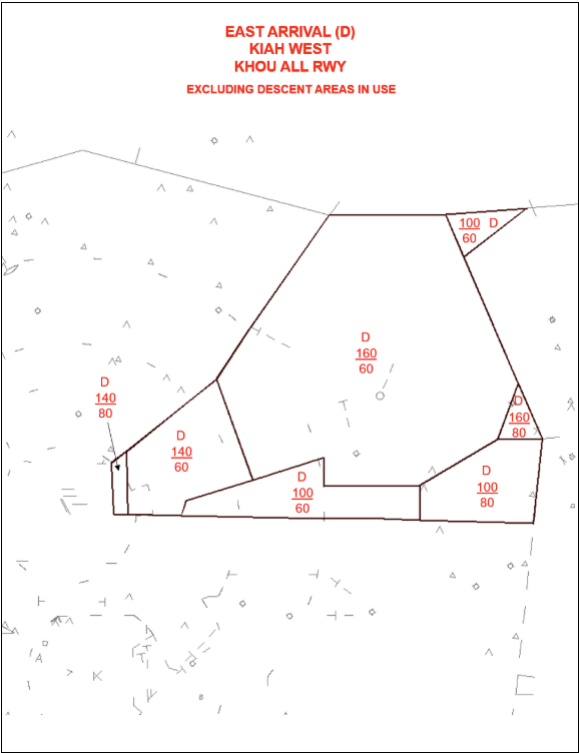 EAST ARRIVAL (D)
KIAH WEST
KHOU ALL RWY
EXCLUDING DESCENT AREAS IN USE
100 D
60
D
160
60
D
140
80
D
160
80
D
140
60
D
100
60
D
100
80